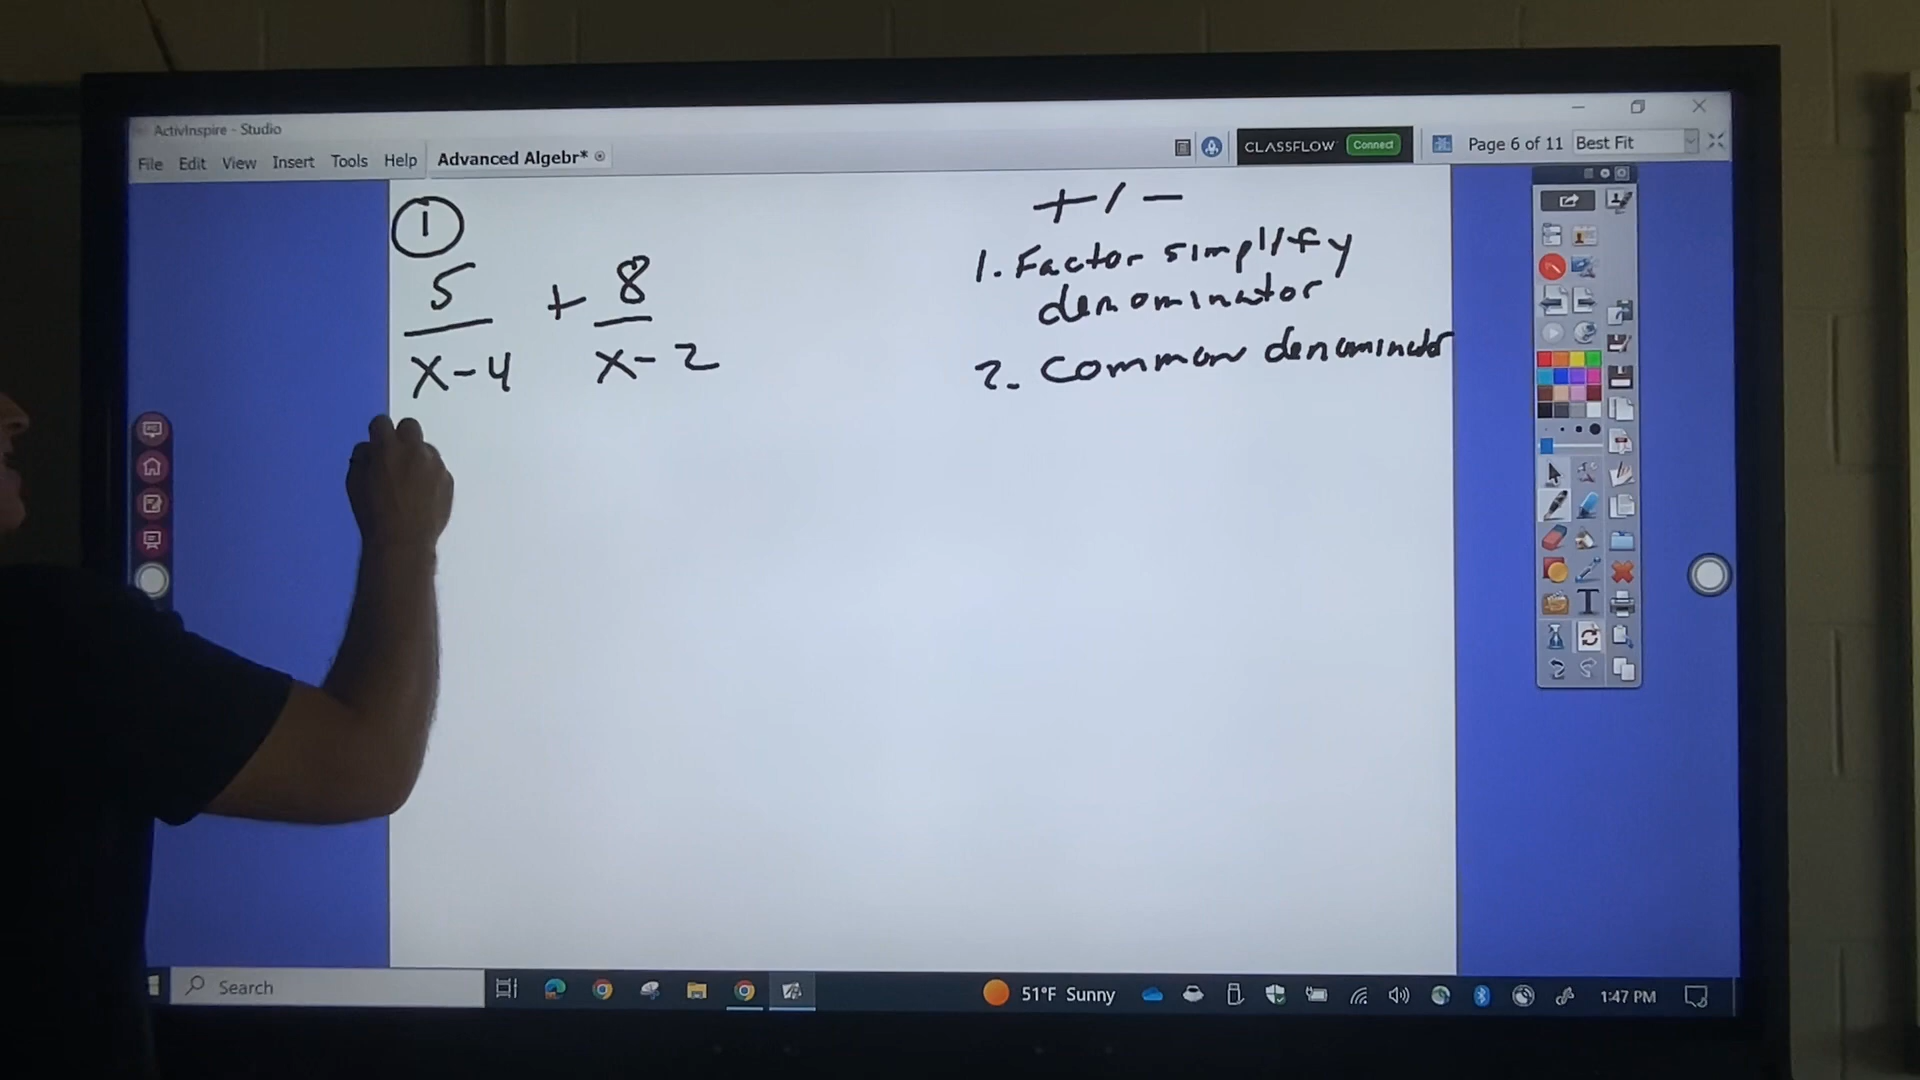 ActivInspire - Studio
File Edit View Insert Tools Help
Advanced Algebr*
CLASSFLOW Connect
Page 6 of 11 Best Fit
1
5 + 8
x-4 x-2
+/-
1. Factor simplify
denominator
2. Common denominator
T
Search
51°F Sunny
1:47 PM